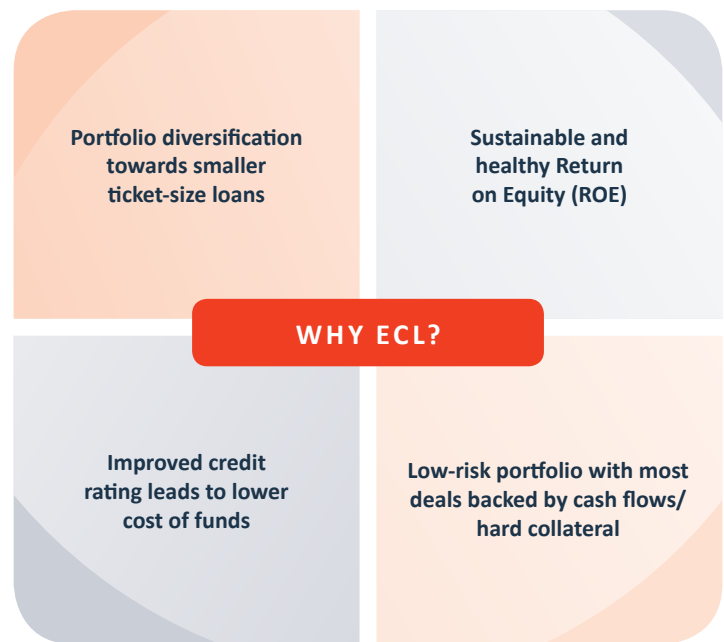 Portfolio diversification
towards smaller
ticket-size loans
Sustainable and
healthy Return
on Equity (ROE)
WHY ECL?
Improved credit
rating leads to lower
cost of funds
Low-risk portfolio with most
deals backed by cash flows/
hard collateral